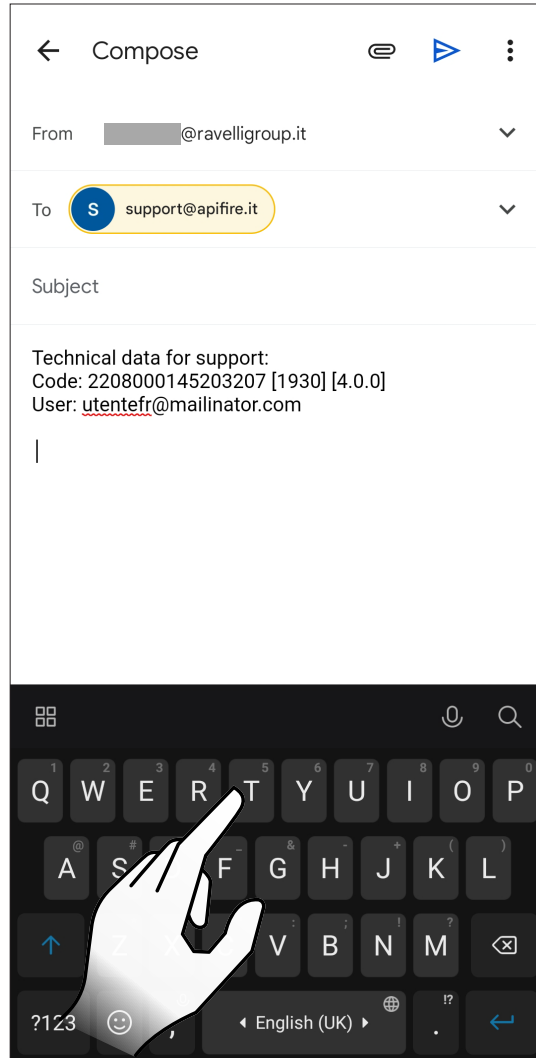 Compose
From @ravelligroup.it
To S support@apifire.it
Subject
Technical data for support:
Code: 2208000145203207 [1930] [4.0.0]
User: utentefr@mailinator.com
1 2 3 4 5 6 7 8 9 0
Q W E R T Y U I O P
@ # _ & - + ( )
A S F G H J K L
: ; ! ?
Z X C V B N M
!?
?123 , English (UK) .